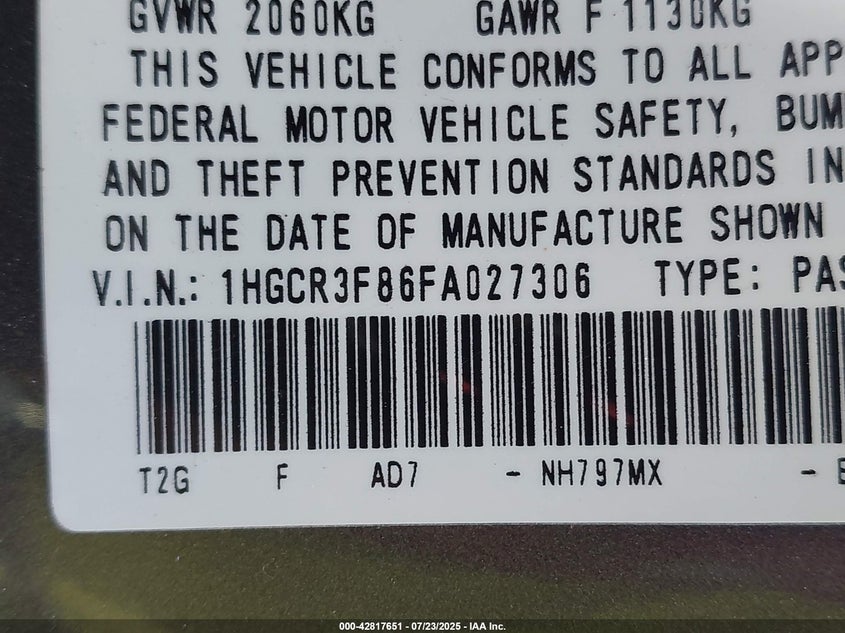 GVWR 2060KG GAWR F 1130KG
THIS VEHICLE CONFORMS TO ALL APP
FEDERAL MOTOR VEHICLE SAFETY, BUM
AND THEFT PREVENTION STANDARDS IN
ON THE DATE OF MANUFACTURE SHOWN
V.I.N.: 1HGCR3F86FA027306 TYPE: PAS
T2G F AD7 - NH797MX -
000-42817651 - 07/23/2025 - IAA Inc.